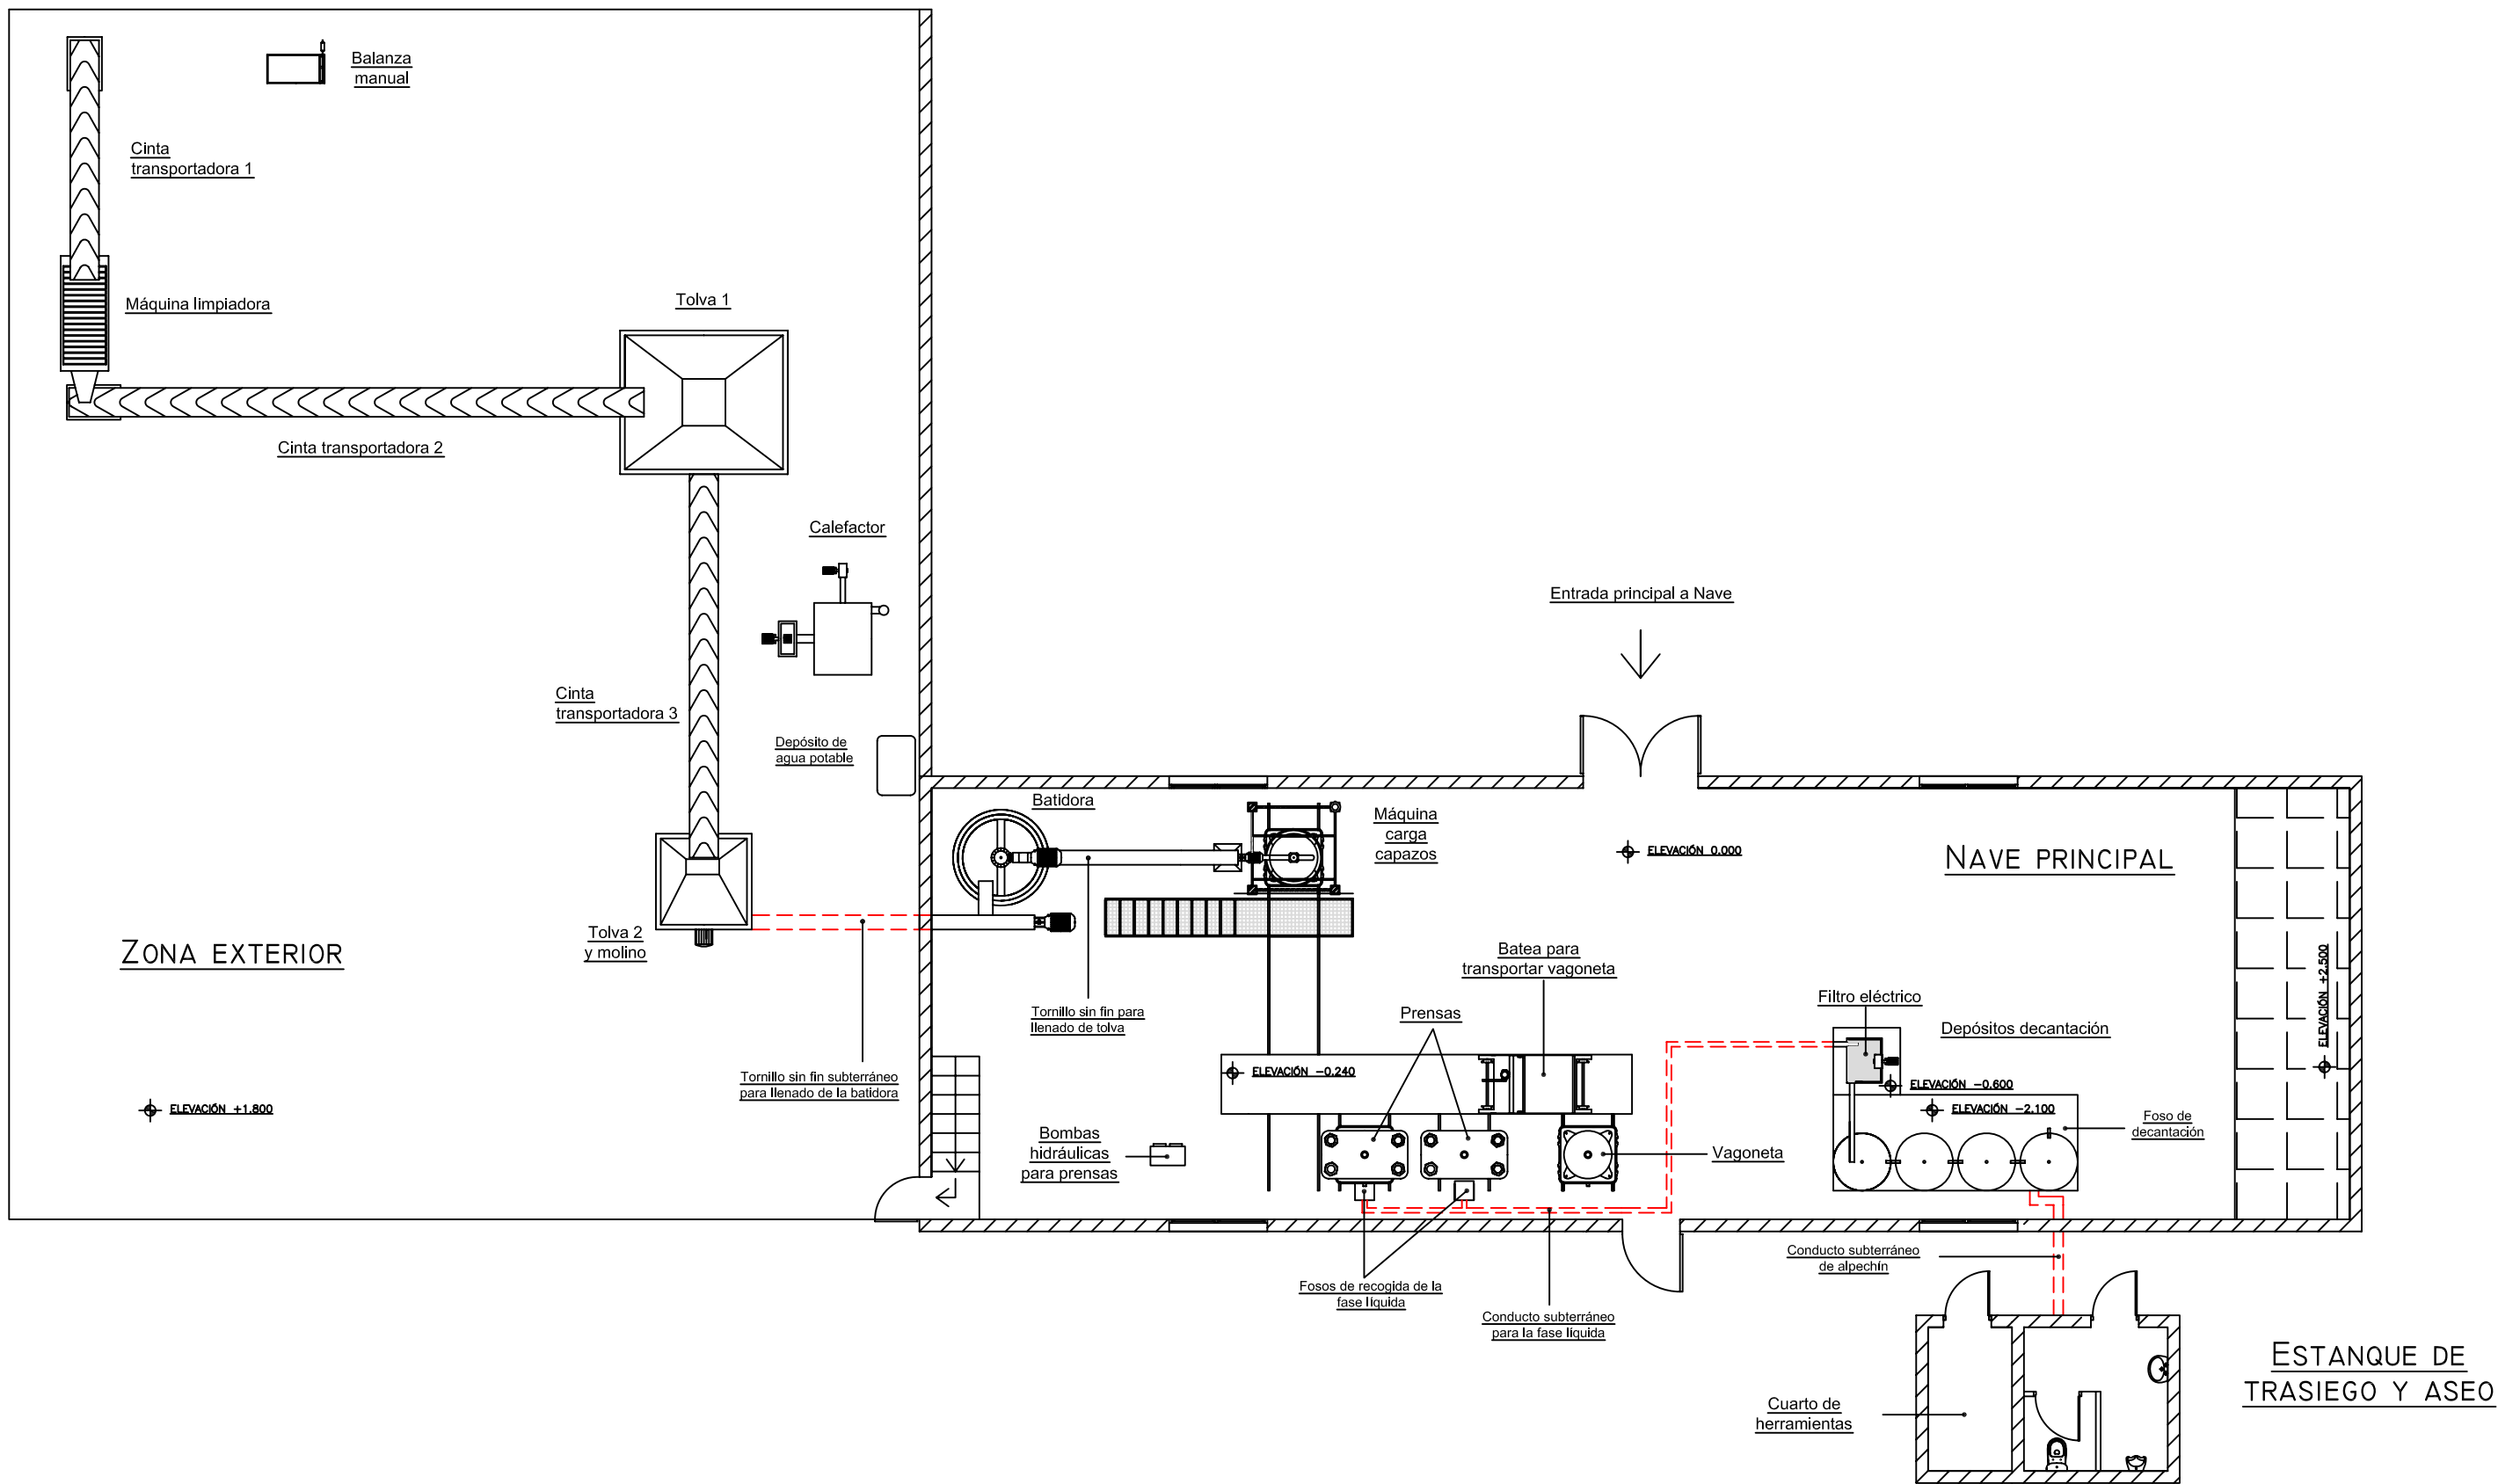 Balanza
manual
Cinta
transportadora 1
Máquina limpiadora
Tolva 1
Cinta transportadora 2
Calefactor
Entrada principal a Nave
Cinta
transportadora 3
Depósito de
agua potable
Batidora
Máquina
carga
capazos
ELEVACIÓN 0.000
NAVE PRINCIPAL
ZONA EXTERIOR
Tolva 2
y molino
Batea para
transportar vagoneta
ELEVACIÓN +2.500
Tornillo sin fin para
llenado de tolva
Prensas
Filtro eléctrico
Depósitos decantación
Tornillo sin fin subterráneo
para llenado de la batidora
ELEVACIÓN -0.240
ELEVACIÓN -0.600
ELEVACIÓN +1.800
ELEVACIÓN -2.100
Foso de
decantación
Bombas
hidráulicas
para prensas
Vagoneta
Fosos de recogida de la
fase líquida
Conducto subterráneo
para la fase líquida
Conducto subterráneo
de alpechín
ESTANQUE DE
TRASIEGO Y ASEO
Cuarto de
herramientas